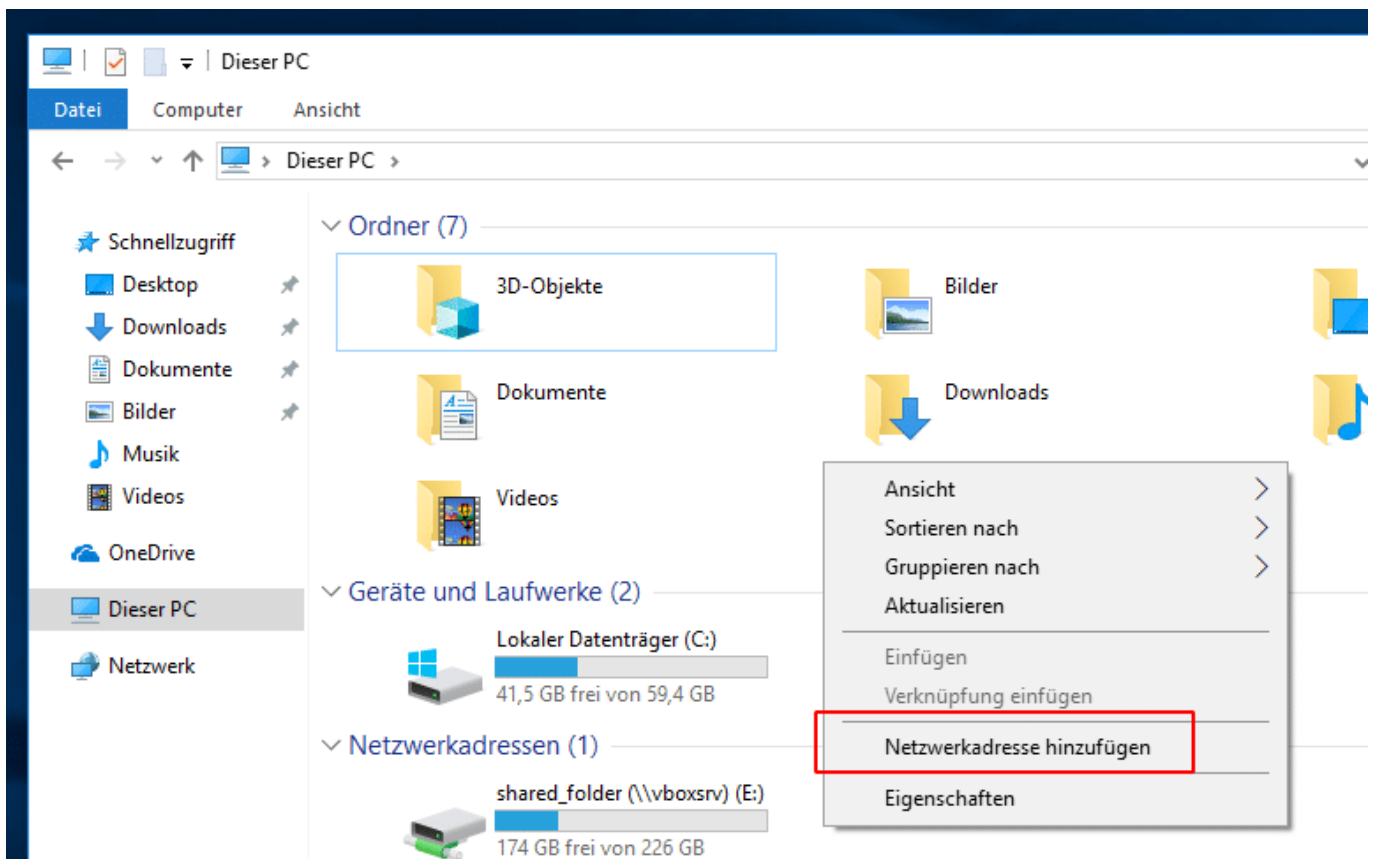 Dieser PC
Datei Computer Ansicht
Dieser PC
Schnellzugriff
Desktop
Downloads
Dokumente
Bilder
Musik
Videos
OneDrive
Dieser PC
Netzwerk
Ordner (7)
3D-Objekte
Bilder
Dokumente
Downloads
Videos
Geräte und Laufwerke (2)
Lokaler Datenträger (C:)
41,5 GB frei von 59,4 GB
Netzwerkadressen (1)
shared_folder (\\vboxsrv) (E:)
174 GB frei von 226 GB
Ansicht
Sortieren nach
Gruppieren nach
Aktualisieren
Einfügen
Verknüpfung einfügen
Netzwerkadresse hinzufügen
Eigenschaften